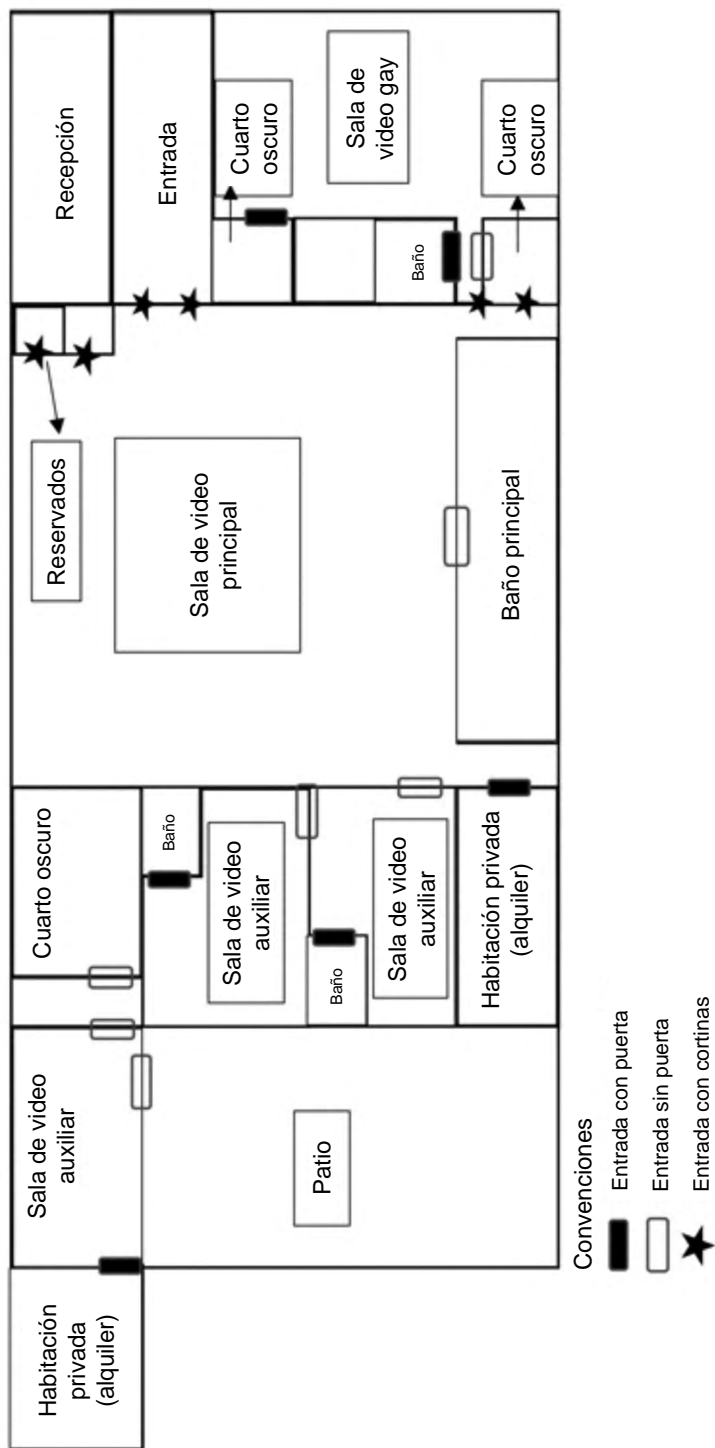 Habitación
privada
(alquiler)
Sala de video
auxiliar
Cuarto oscuro
Reservados
Recepción
Entrada
Baño
Sala de video
auxiliar
Sala de video
principal
Cuarto
oscuro
Patio
Baño
Sala de video
auxiliar
Baño
Sala de
video gay
Habitación privada
(alquiler)
Baño principal
Cuarto
oscuro
Convenciones
Entrada con puerta
Entrada sin puerta
Entrada con cortinas